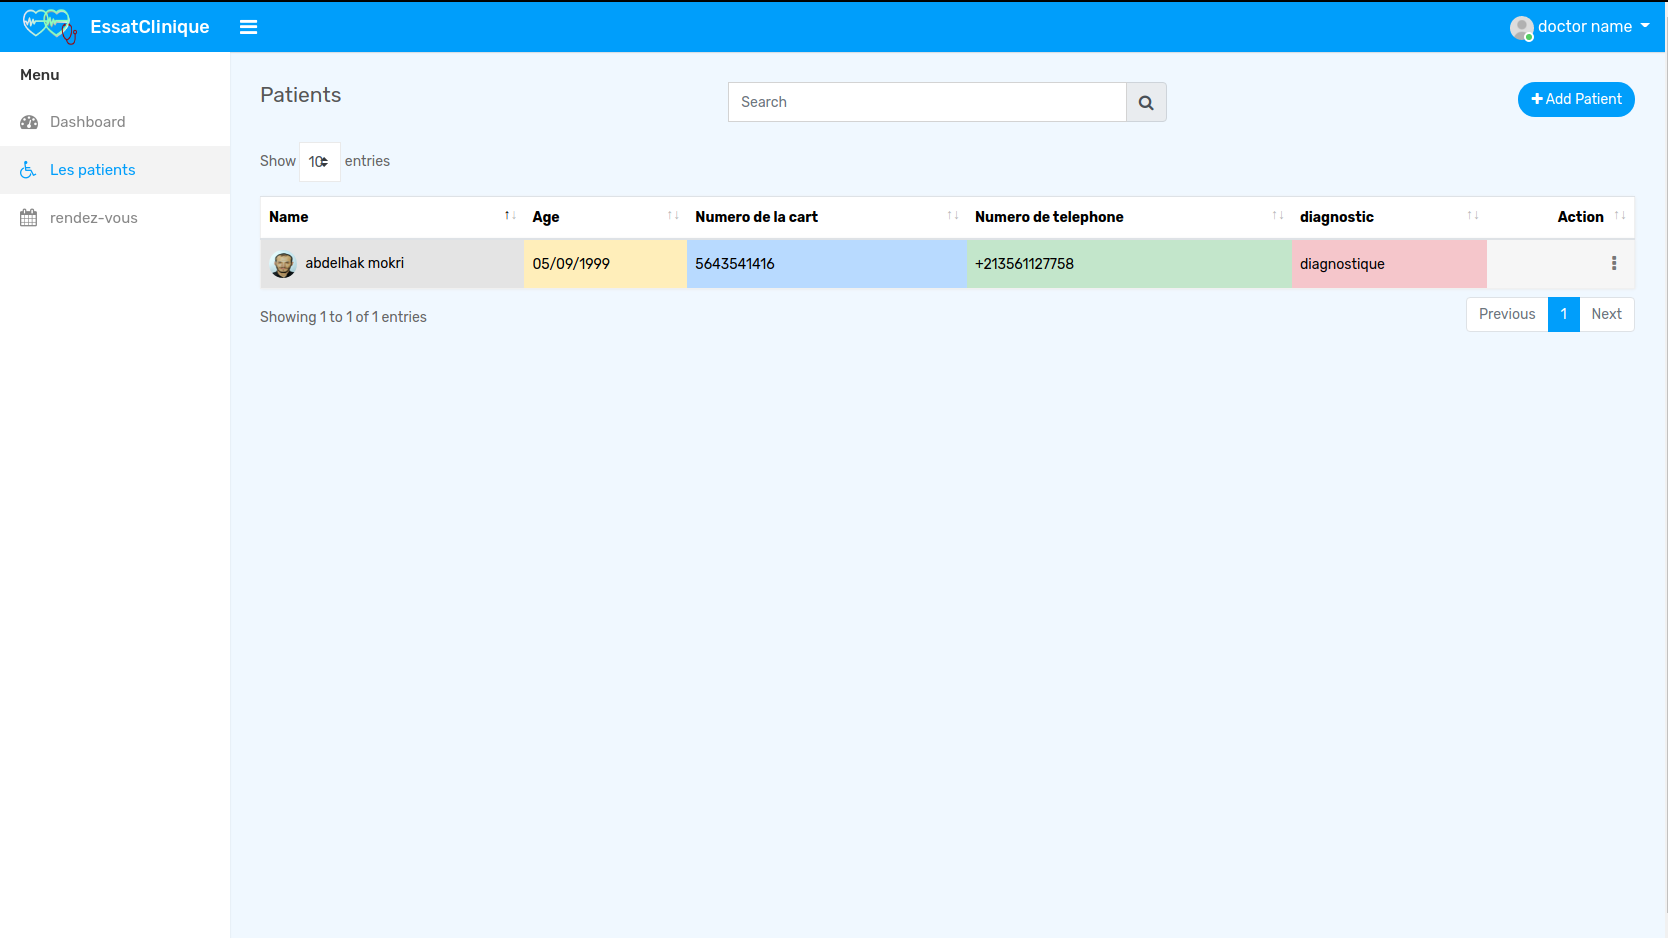 EssatClinique
doctor name
Menu
Dashboard
Les patients
rendez-vous
Patients
Search
Add Patient
Show 10 entries
Name Age Numero de la cart Numero de telephone diagnostic Action
abdelhak mokri 05/09/1999 5643541416 +213561127758 diagnostique
Showing 1 to 1 of 1 entries
Previous 1 Next